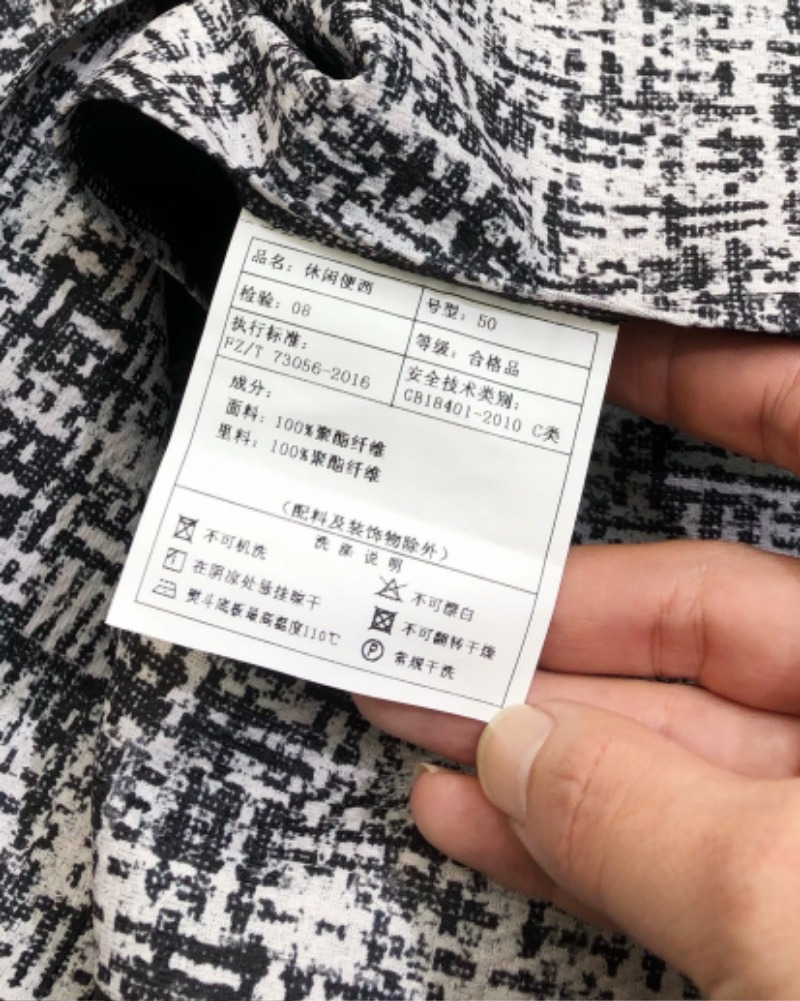 品名：休闲便西
号型：50
检验：08
等级：合格品
执行标准：
FZ/T 73056-2016
安全技术类别：
GB18401-2010 C类
成分：
面料：100%聚酯纤维
里料：100%聚酯纤维
（配料及装饰物除外）
洗涤说明
不可机洗
不可漂白
在阴凉处悬挂晾干
不可翻转干燥
熨斗底板最高温度110℃
P 常规干洗